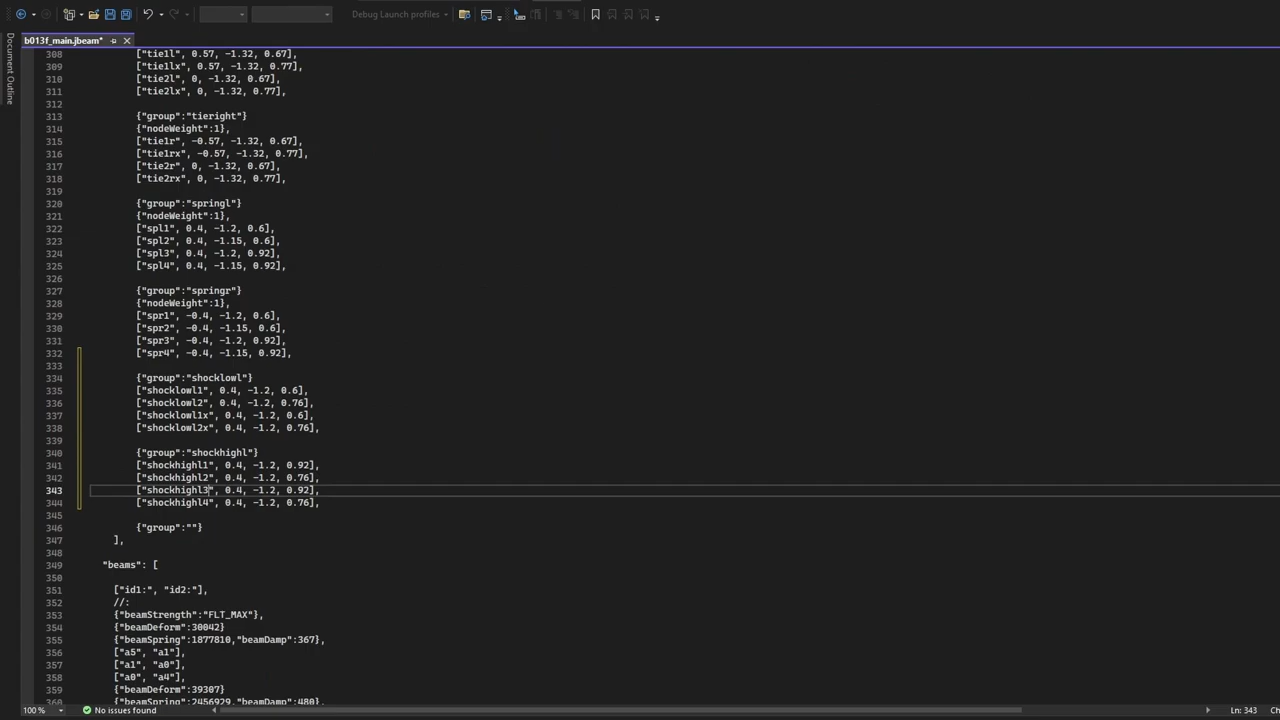 Debug Launch profiles
Document Outline
b013f_main.jbeam*
308 ["tie1l", 0.57, -1.32, 0.67],
309 ["tie1lx", 0.57, -1.32, 0.77],
310 ["tie2l", 0, -1.32, 0.67],
311 ["tie2lx", 0, -1.32, 0.77],
312
313 {"group":"tieright"}
314 {"nodeWeight":1},
315 ["tie1r", -0.57, -1.32, 0.67],
316 ["tie1rx", -0.57, -1.32, 0.77],
317 ["tie2r", 0, -1.32, 0.67],
318 ["tie2rx", 0, -1.32, 0.77],
319
320 {"group":"springl"}
321 {"nodeWeight":1},
322 ["spl1", 0.4, -1.2, 0.6],
323 ["spl2", 0.4, -1.15, 0.6],
324 ["spl3", 0.4, -1.2, 0.92],
325 ["spl4", 0.4, -1.15, 0.92],
326
327 {"group":"springr"}
328 {"nodeWeight":1},
329 ["spr1", -0.4, -1.2, 0.6],
330 ["spr2", -0.4, -1.15, 0.6],
331 ["spr3", -0.4, -1.2, 0.92],
332 ["spr4", -0.4, -1.15, 0.92],
333
334 {"group":"shocklowl"}
335 ["shocklowl1", 0.4, -1.2, 0.6],
336 ["shocklowl2", 0.4, -1.2, 0.76],
337 ["shocklowl1x", 0.4, -1.2, 0.6],
338 ["shocklowl2x", 0.4, -1.2, 0.76],
339
340 {"group":"shockhighl"}
341 ["shockhighl1", 0.4, -1.2, 0.92],
342 ["shockhighl2", 0.4, -1.2, 0.76],
343 ["shockhighl3", 0.4, -1.2, 0.92],
344 ["shockhighl4", 0.4, -1.2, 0.76],
345
346 {"group":""}
347 ],
348
349 "beams": [
350
351 ["id1:", "id2:"],
352 //:
353 {"beamStrength":"FLT_MAX"},
354 {"beamDeform":30042}
355 {"beamSpring":1877810,"beamDamp":367},
356 ["a5", "a1"],
357 ["a1", "a0"],
358 ["a0", "a4"],
359 {"beamDeform":39307}
360 {"beamSpring":2456929,"beamDamp":480},
100 % No issues found Ln: 343 Ch